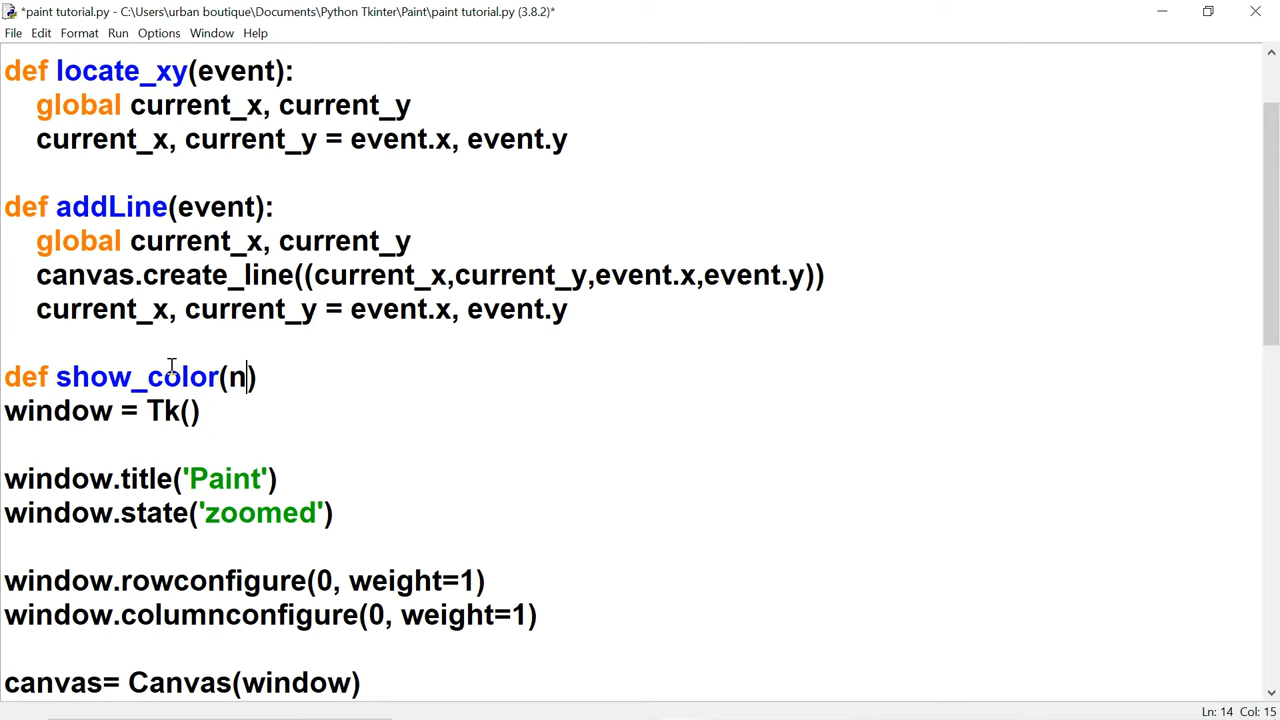 *paint tutorial.py - C:\Users\urban boutique\Documents\Python Tkinter\Paint\paint tutorial.py (3.8.2)*
File Edit Format Run Options Window Help
def locate_xy(event):
    global current_x, current_y
    current_x, current_y = event.x, event.y

def addLine(event):
    global current_x, current_y
    canvas.create_line((current_x,current_y,event.x,event.y))
    current_x, current_y = event.x, event.y

def show_color(n)
window = Tk()

window.title('Paint')
window.state('zoomed')

window.rowconfigure(0, weight=1)
window.columnconfigure(0, weight=1)

canvas= Canvas(window)
Ln: 14 Col: 15